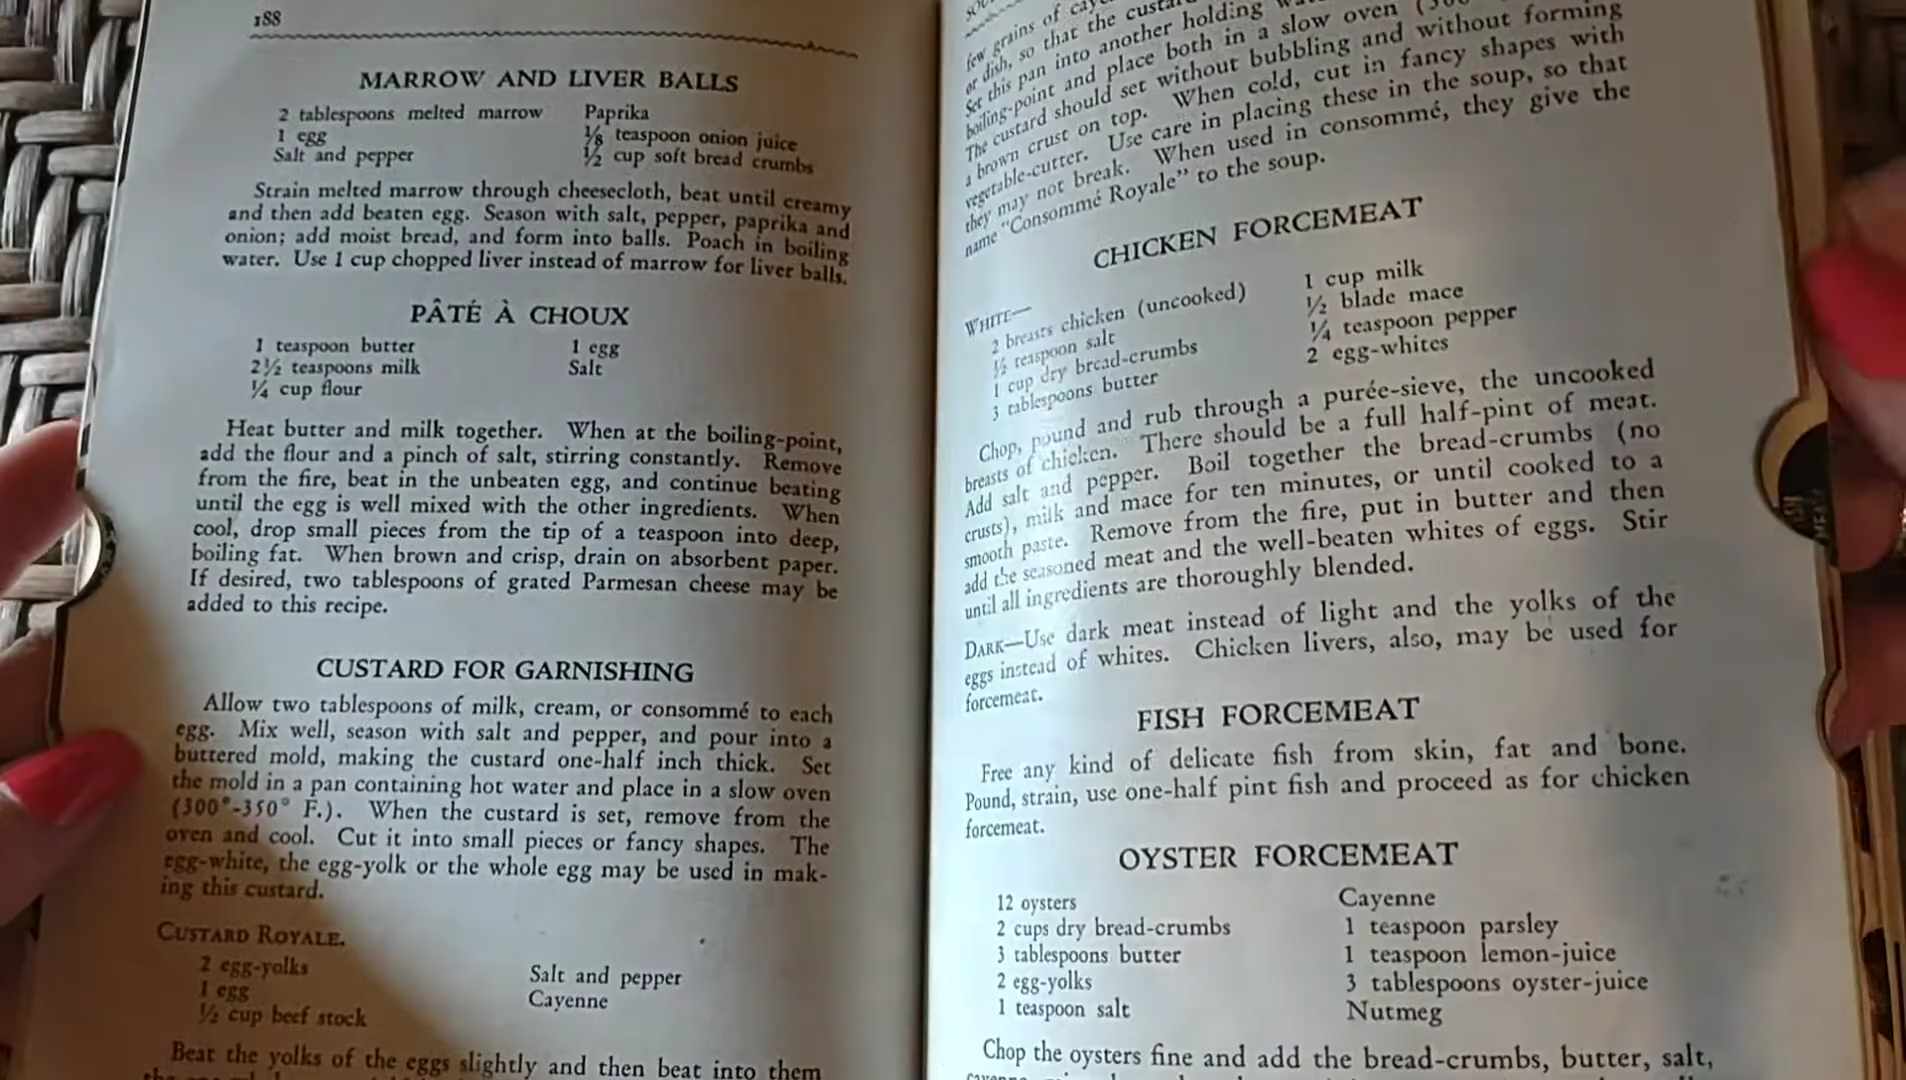 188
MARROW AND LIVER BALLS
2 tablespoons melted marrow
1 egg
Salt and pepper
Paprika
⅛ teaspoon onion juice
½ cup soft bread crumbs
Strain melted marrow through cheesecloth, beat until creamy
and then add beaten egg. Season with salt, pepper, paprika and
onion; add moist bread, and form into balls. Poach in boiling
water. Use 1 cup chopped liver instead of marrow for liver balls.
PÂTÉ À CHOUX
1 teaspoon butter
2½ teaspoons milk
¼ cup flour
1 egg
Salt
Heat butter and milk together. When at the boiling-point,
add the flour and a pinch of salt, stirring constantly. Remove
from the fire, beat in the unbeaten egg, and continue beating
until the egg is well mixed with the other ingredients. When
cool, drop small pieces from the tip of a teaspoon into deep,
boiling fat. When brown and crisp, drain on absorbent paper.
If desired, two tablespoons of grated Parmesan cheese may be
added to this recipe.
CUSTARD FOR GARNISHING
Allow two tablespoons of milk, cream, or consommé to each
egg. Mix well, season with salt and pepper, and pour into a
buttered mold, making the custard one-half inch thick. Set
the mold in a pan containing hot water and place in a slow oven
(300°-350° F.). When the custard is set, remove from the
oven and cool. Cut it into small pieces or fancy shapes. The
egg-white, the egg-yolk or the whole egg may be used in mak-
ing this custard.
CUSTARD ROYALE.
2 egg-yolks
1 egg
½ cup beef stock
Salt and pepper
Cayenne
Beat the yolks of the eggs slightly and then beat into them
few grains of
or dish, so that the
Set this pan into another holding
boiling-point and place both in a slow oven
The custard should set without bubbling and without forming
a brown crust on top. When cold, cut in fancy shapes with
vegetable-cutter. Use care in placing these in the soup, so that
they may not break. When used in consommé, they give the
name "Consommé Royale" to the soup.
CHICKEN FORCEMEAT
WHITE—
2 breasts chicken (uncooked)
½ teaspoon salt
1 cup dry bread-crumbs
3 tablespoons butter
1 cup milk
½ blade mace
¼ teaspoon pepper
2 egg-whites
Chop, pound and rub through a purée-sieve, the uncooked
breasts of chicken. There should be a full half-pint of meat.
Add salt and pepper. Boil together the bread-crumbs (no
crusts), milk and mace for ten minutes, or until cooked to a
smooth paste. Remove from the fire, put in butter and then
add the seasoned meat and the well-beaten whites of eggs. Stir
until all ingredients are thoroughly blended.
DARK—Use dark meat instead of light and the yolks of the
eggs instead of whites. Chicken livers, also, may be used for
forcemeat.
FISH FORCEMEAT
Free any kind of delicate fish from skin, fat and bone.
Pound, strain, use one-half pint fish and proceed as for chicken
forcemeat.
OYSTER FORCEMEAT
12 oysters
2 cups dry bread-crumbs
3 tablespoons butter
2 egg-yolks
1 teaspoon salt
Cayenne
1 teaspoon parsley
1 teaspoon lemon-juice
3 tablespoons oyster-juice
Nutmeg
Chop the oysters fine and add the bread-crumbs, butter, salt,